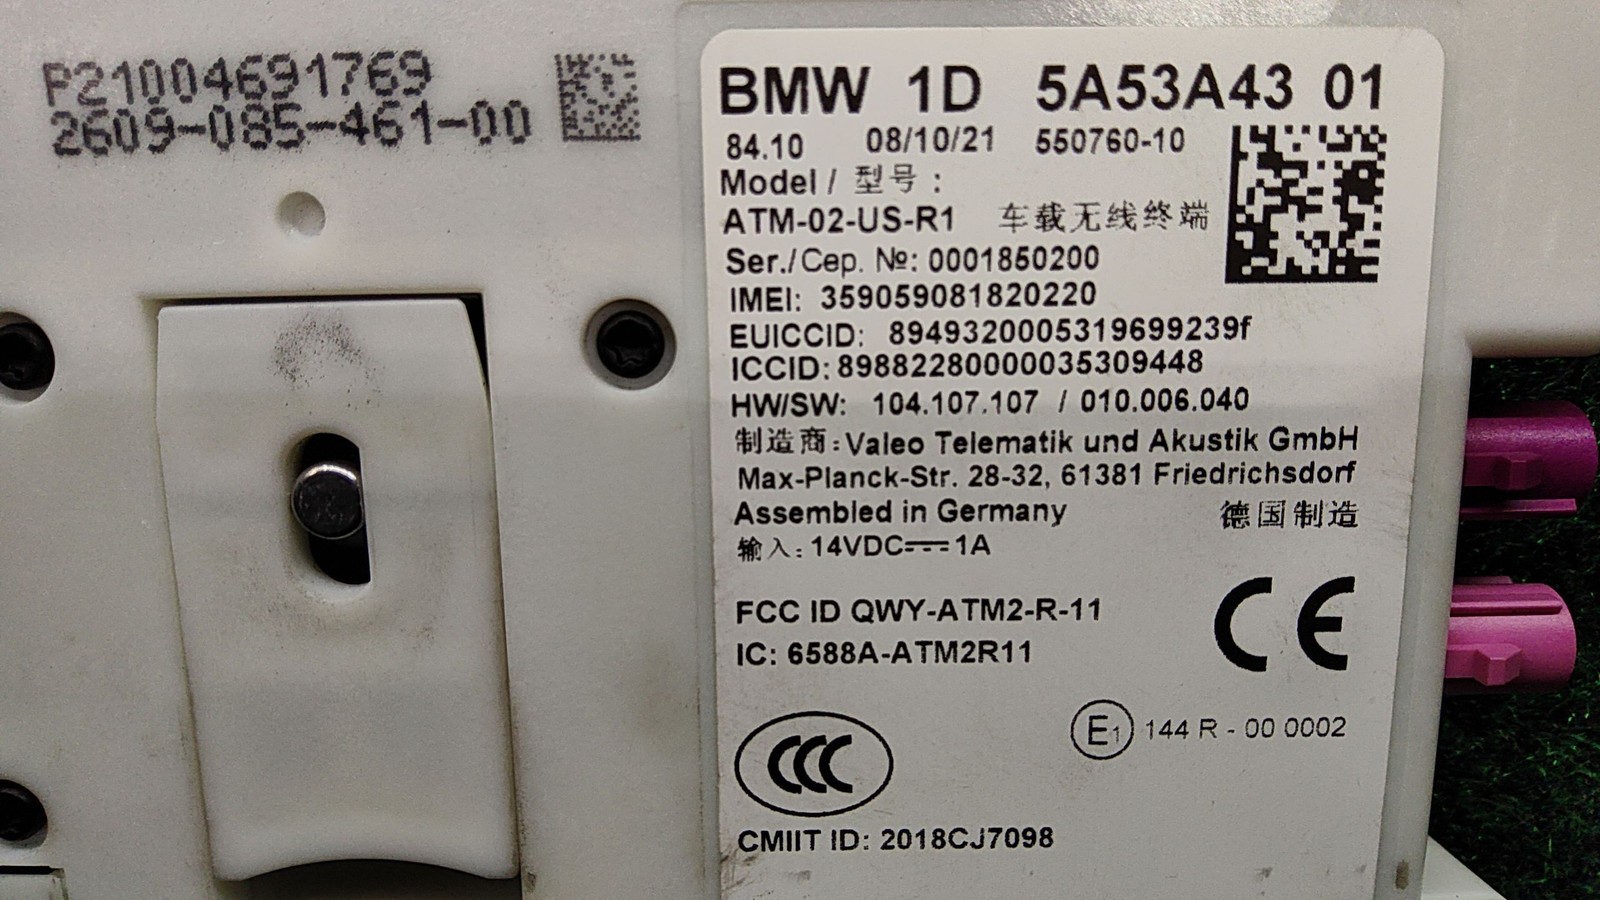 P21004691769
2609-085-461-00
BMW 1D 5A53A43 01
84.10 08/10/21 550760-10
Model / 型号 :
ATM-02-US-R1 车载无线终端
Ser./Сер. №: 0001850200
IMEI: 359059081820220
EUICCID: 8949320005319699239f
ICCID: 89882280000035309448
HW/SW: 104.107.107 / 010.006.040
制造商: Valeo Telematik und Akustik GmbH
Max-Planck-Str. 28-32, 61381 Friedrichsdorf
Assembled in Germany 德国制造
输入: 14VDC⎓1A
FCC ID QWY-ATM2-R-11
IC: 6588A-ATM2R11
CE
E1 144 R - 00 0002
CCC
CMIIT ID: 2018CJ7098